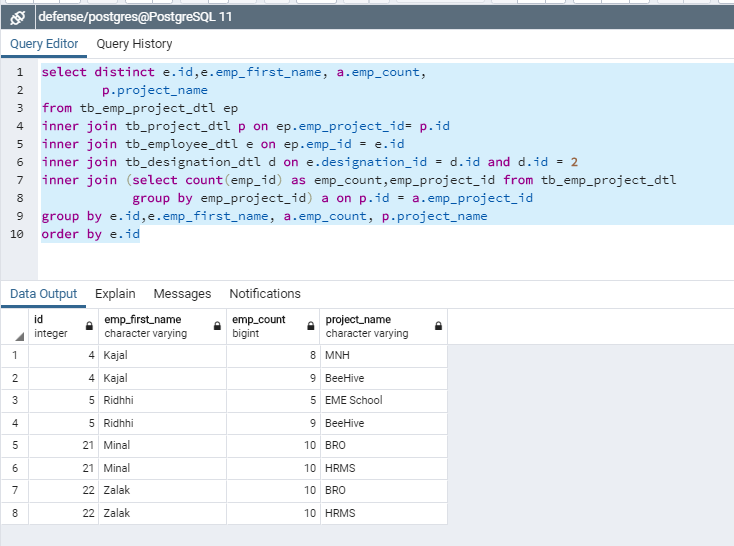 defense/postgres@PostgreSQL 11
Query Editor Query History
1 select distinct e.id,e.emp_first_name, a.emp_count,
2 p.project_name
3 from tb_emp_project_dtl ep
4 inner join tb_project_dtl p on ep.emp_project_id= p.id
5 inner join tb_employee_dtl e on ep.emp_id = e.id
6 inner join tb_designation_dtl d on e.designation_id = d.id and d.id = 2
7 inner join (select count(emp_id) as emp_count,emp_project_id from tb_emp_project_dtl
8 group by emp_project_id) a on p.id = a.emp_project_id
9 group by e.id,e.emp_first_name, a.emp_count, p.project_name
10 order by e.id
Data Output Explain Messages Notifications
id emp_first_name emp_count project_name
integer character varying bigint character varying
1 4 Kajal 8 MNH
2 4 Kajal 9 BeeHive
3 5 Ridhhi 5 EME School
4 5 Ridhhi 9 BeeHive
5 21 Minal 10 BRO
6 21 Minal 10 HRMS
7 22 Zalak 10 BRO
8 22 Zalak 10 HRMS